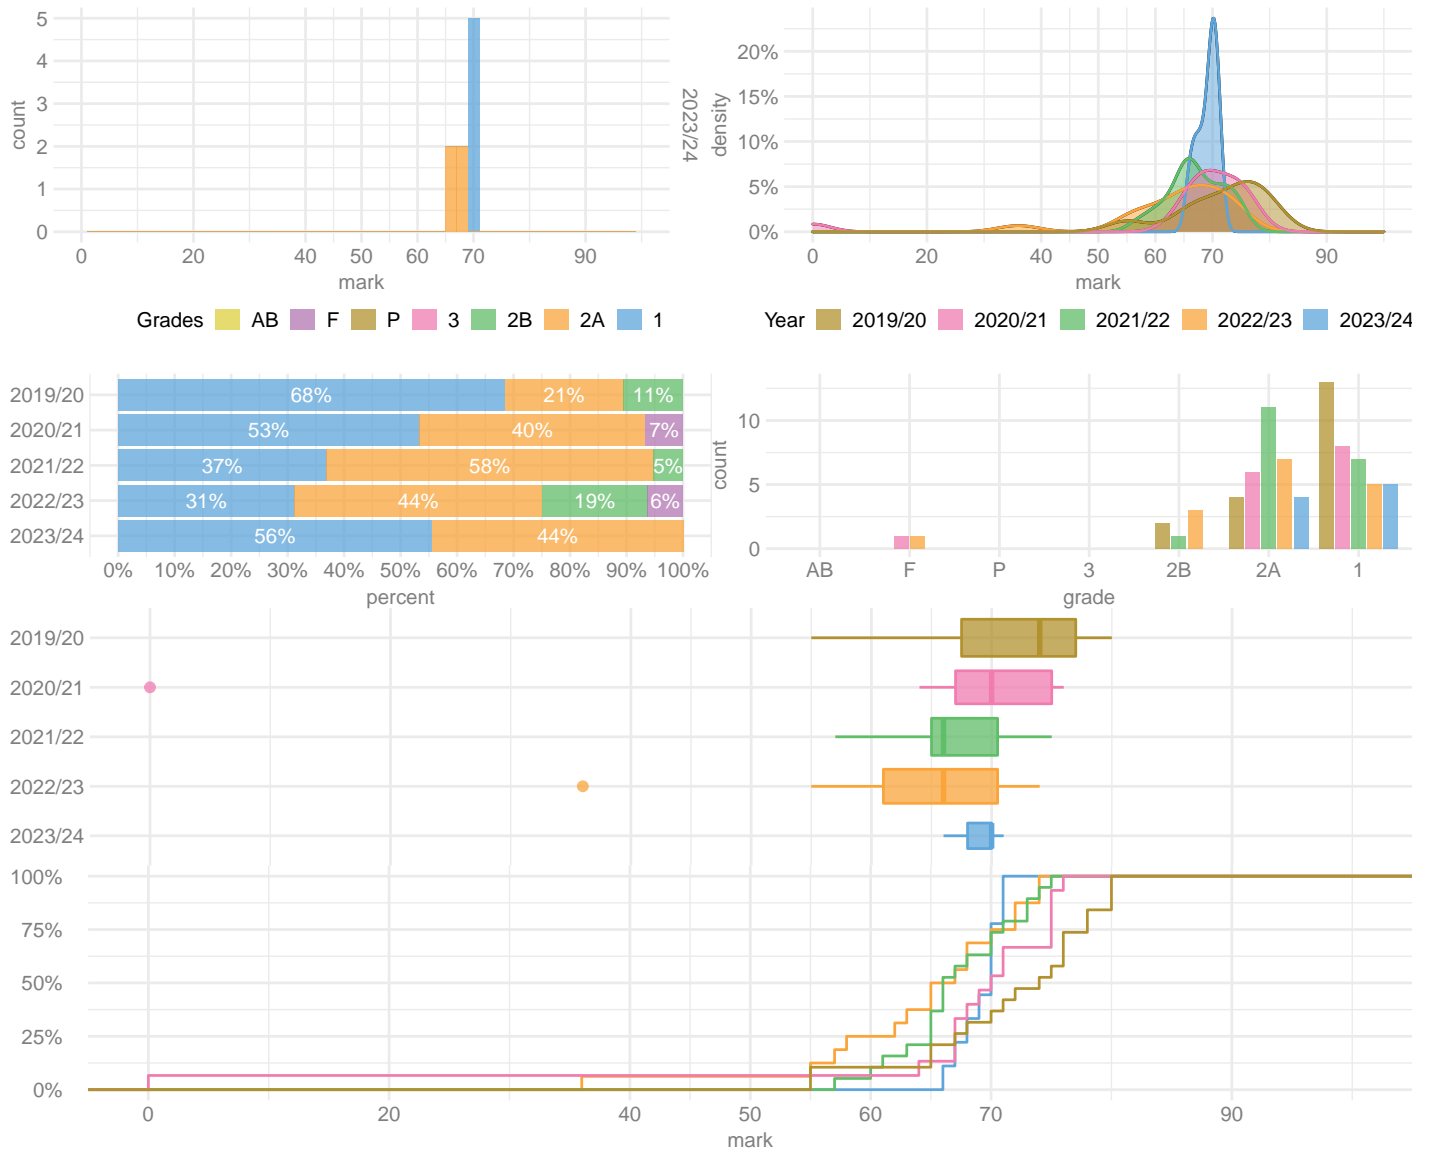 5
4
3
2
1
0
count
0 20 40 50 60 70 90
mark
2023/24
20%
15%
10%
5%
0%
density
0 20 40 50 60 70 90
mark
Grades AB F P 3 2B 2A 1
Year 2019/20 2020/21 2021/22 2022/23 2023/24
2019/20 68% 21% 11%
2020/21 53% 40% 7%
2021/22 37% 58% 5%
2022/23 31% 44% 19% 6%
2023/24 56% 44%
0% 10% 20% 30% 40% 50% 60% 70% 80% 90% 100%
percent
10
5
0
count
AB F P 3 2B 2A 1
grade
2019/20
2020/21
2021/22
2022/23
2023/24
100%
75%
50%
25%
0%
0 20 40 50 60 70 90
mark